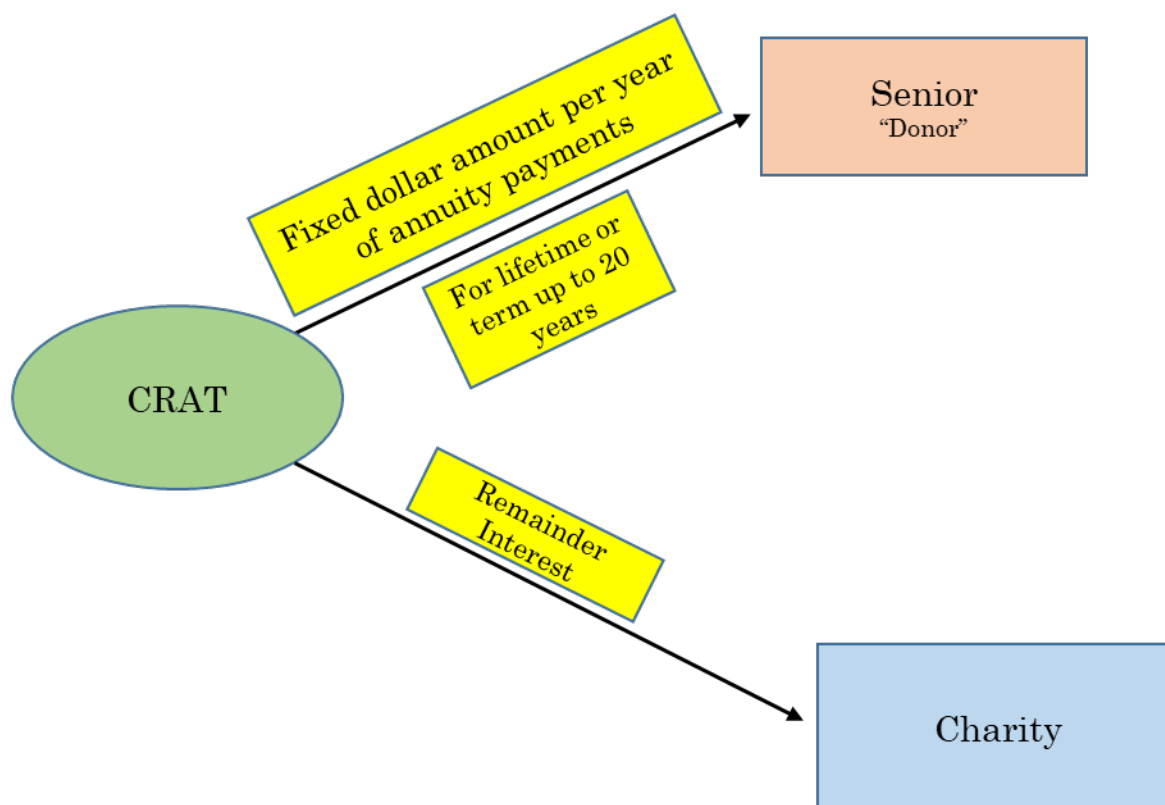 Fixed dollar amount per year
of annuity payments
Senior
“Donor”
For lifetime or
term up to 20
years
CRAT
Remainder
Interest
Charity